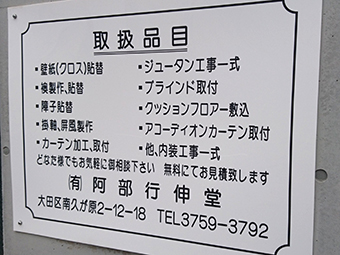 取扱品目
・壁紙(クロス)貼替
・襖製作、貼替
・障子貼替
・掛軸、屏風製作
・カーテン加工、取付
・ジュータン工事一式
・ブラインド取付
・クッションフロアー敷込
・アコーディオンカーテン取付
・他、内装工事一式
どなた様でもお気軽に御相談下さい 無料にてお見積致します
(有)阿部行伸堂
大田区南久が原2-12-18 TEL3759-3792